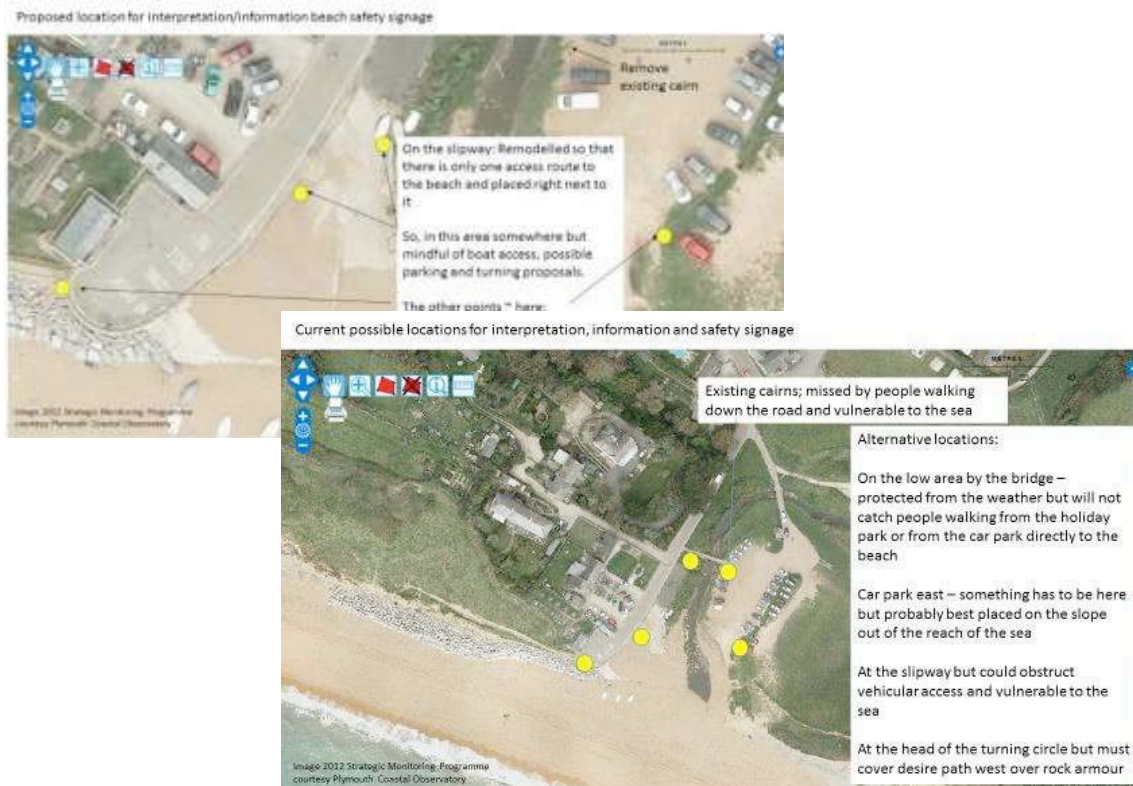 Proposed location for interpretation/information beach safety signage
METRES
Remove
existing cairn
On the slipway: Remodelled so that
there is only one access route to
the beach and placed right next to
it
So, in this area somewhere but
mindful of boat access, possible
parking and turning proposals.
The other points " here:
Image 2012 Strategic Monitoring Programme
courtesy Plymouth Coastal Observatory
Current possible locations for interpretation, information and safety signage
METRES
Existing cairns; missed by people walking
down the road and vulnerable to the sea
Alternative locations:
On the low area by the bridge –
protected from the weather but will not
catch people walking from the holiday
park or from the car park directly to the
beach
Car park east – something has to be here
but probably best placed on the slope
out of the reach of the sea
At the slipway but could obstruct
vehicular access and vulnerable to the
sea
At the head of the turning circle but must
cover desire path west over rock armour
Image 2012 Strategic Monitoring Programme
courtesy Plymouth Coastal Observatory